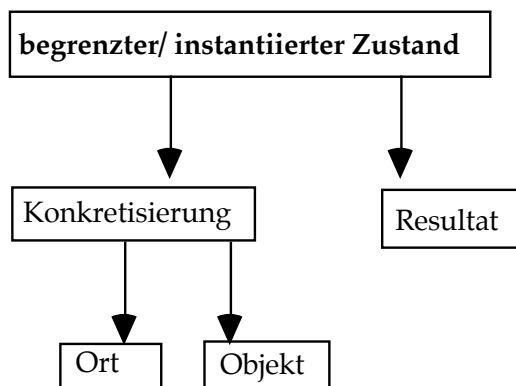 begrenzter/ instantiierter Zustand
Konkretisierung
Resultat
Ort
Objekt